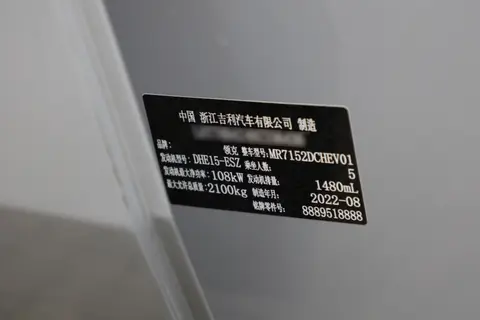 中国 浙江吉利汽车有限公司 制造
品牌: 领克 整车型号:MR7152DCHEV01
发动机型号:DHE15-ESZ 乘坐人数: 5
发动机最大净功率:108kW 发动机排量: 1480mL
最大允许总质量:2100kg 制造年月: 2022-08
铭牌零件号: 8889518888